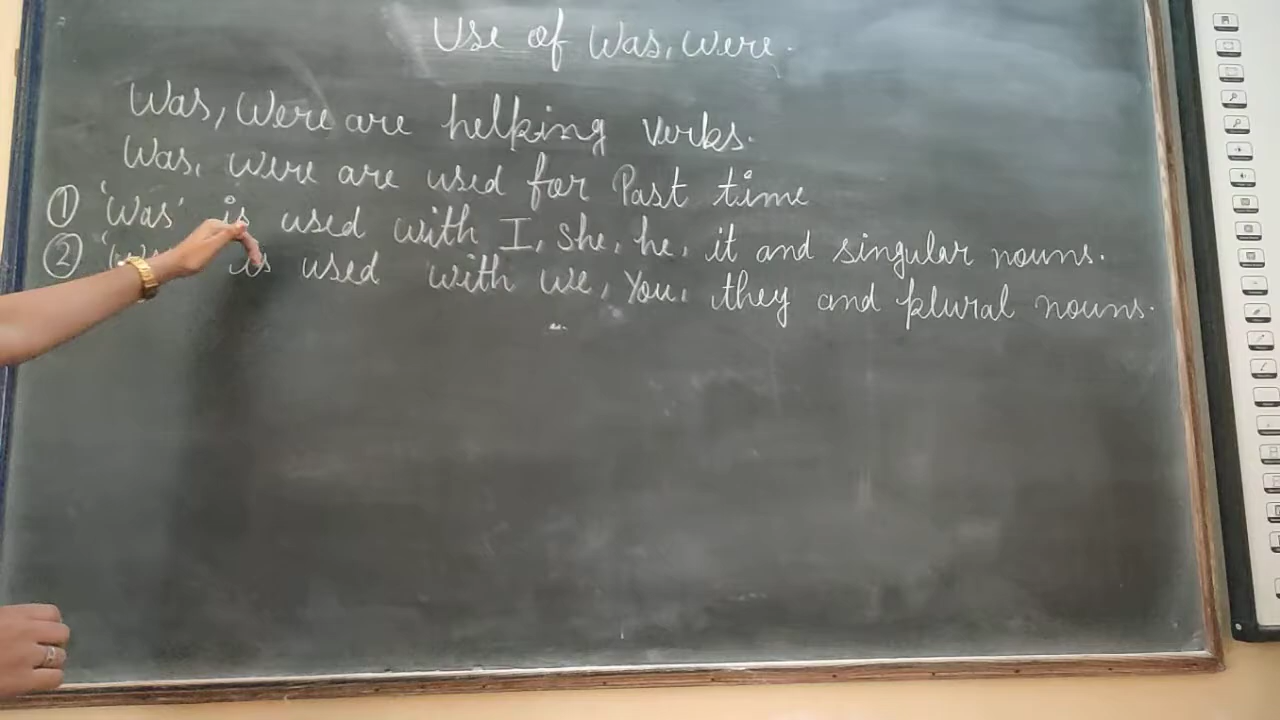 Use of Was, Were.
Was, Were are helping verbs.
Was, were are used for Past time
① 'Was' is used with I, she, he, it and singular nouns.
② is used with we, You, they and plural nouns.